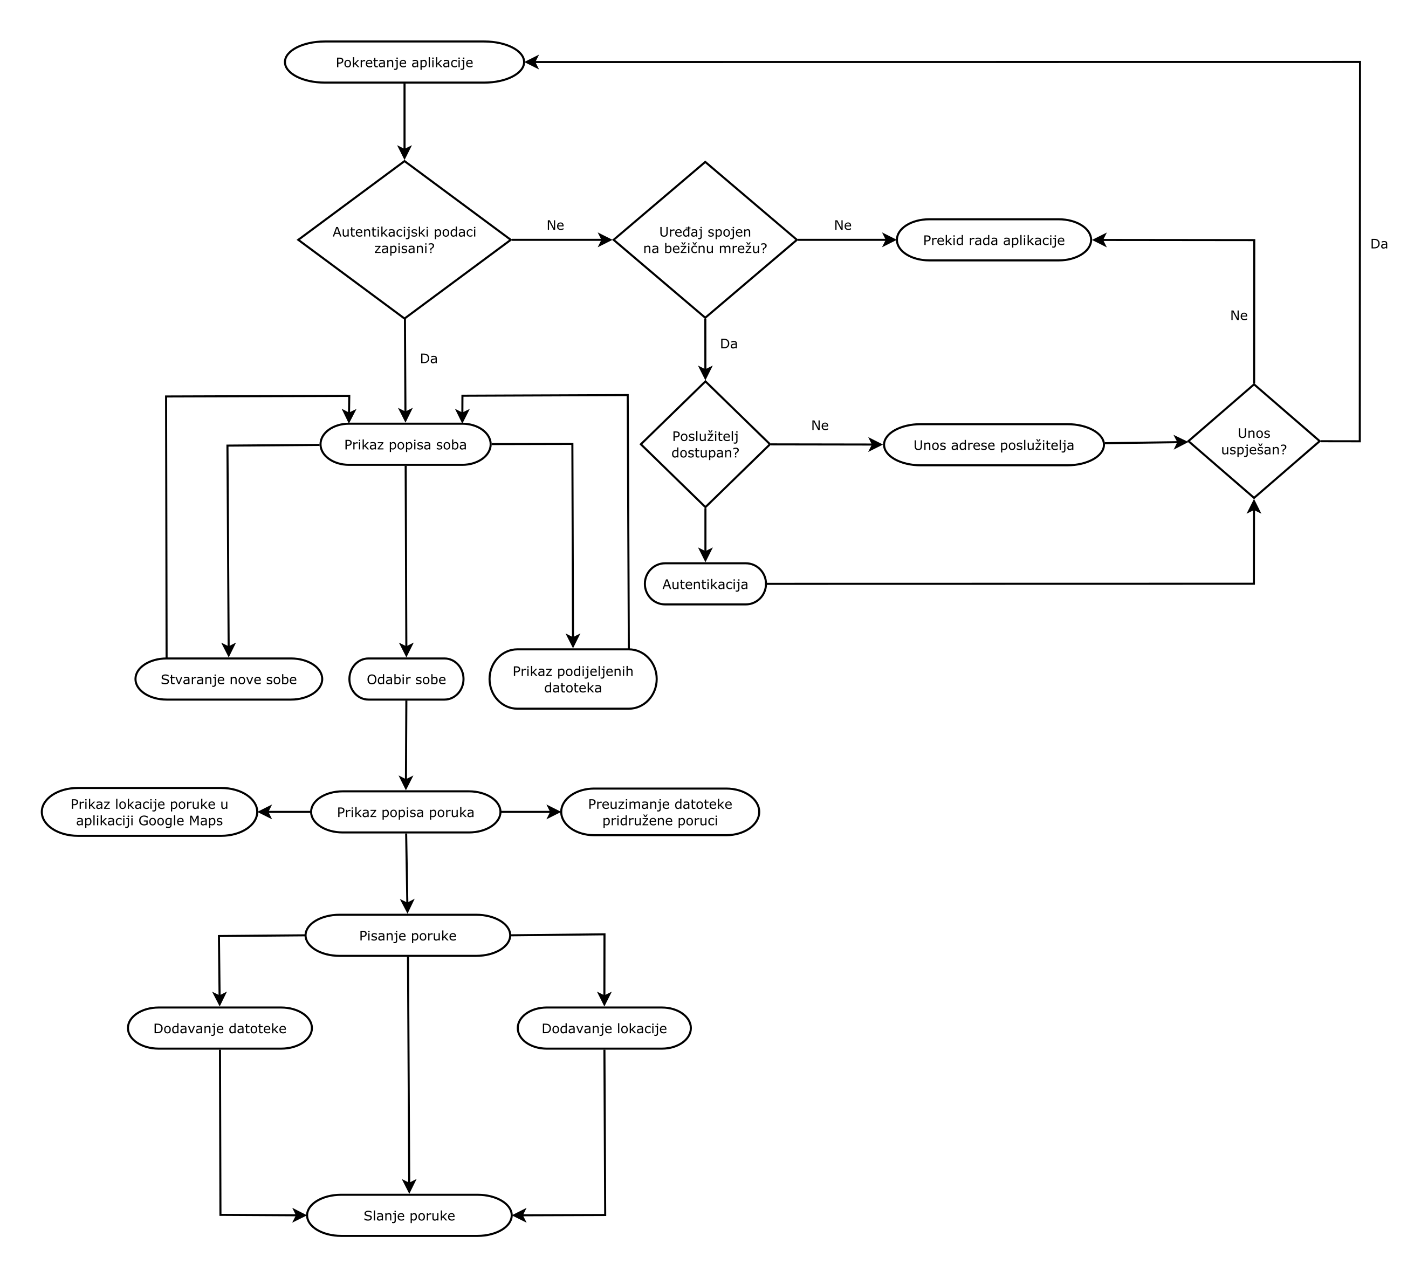 Pokretanje aplikacije
Autentikacijski podaci
zapisani?
Ne
Uređaj spojen
na bežičnu mrežu?
Ne
Prekid rada aplikacije
Da
Ne
Da
Da
Prikaz popisa soba
Poslužitelj
dostupan?
Ne
Unos adrese poslužitelja
Unos
uspješan?
Autentikacija
Stvaranje nove sobe
Odabir sobe
Prikaz podijeljenih
datoteka
Prikaz lokacije poruke u
aplikaciji Google Maps
Prikaz popisa poruka
Preuzimanje datoteke
pridružene poruci
Pisanje poruke
Dodavanje datoteke
Dodavanje lokacije
Slanje poruke